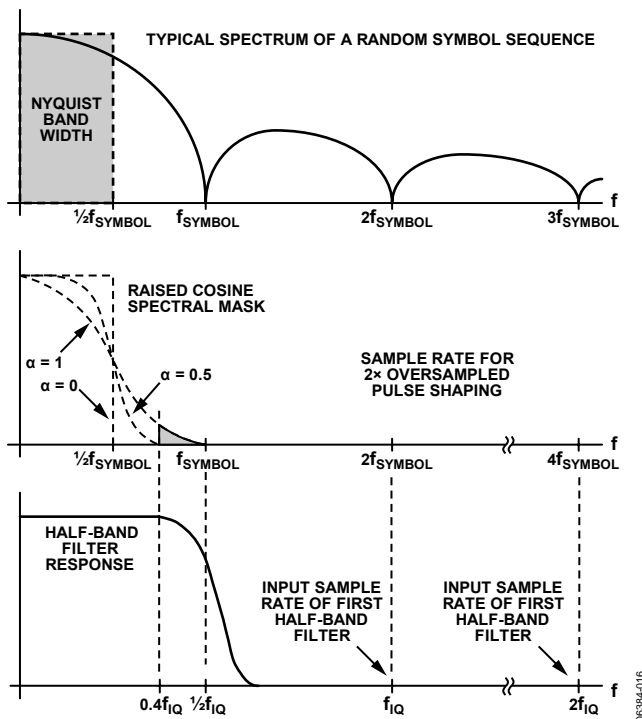 TYPICAL SPECTRUM OF A RANDOM SYMBOL SEQUENCE
NYQUIST
BAND
WIDTH
f
½fSYMBOL
fSYMBOL
2fSYMBOL
3fSYMBOL
RAISED COSINE
SPECTRAL MASK
α = 1
α = 0
α = 0.5
SAMPLE RATE FOR
2× OVERSAMPLED
PULSE SHAPING
f
½fSYMBOL
fSYMBOL
2fSYMBOL
4fSYMBOL
HALF-BAND
FILTER
RESPONSE
INPUT SAMPLE
RATE OF FIRST
HALF-BAND
FILTER
INPUT SAMPLE
RATE OF FIRST
HALF-BAND
FILTER
f
0.4fIQ
½fIQ
fIQ
2fIQ